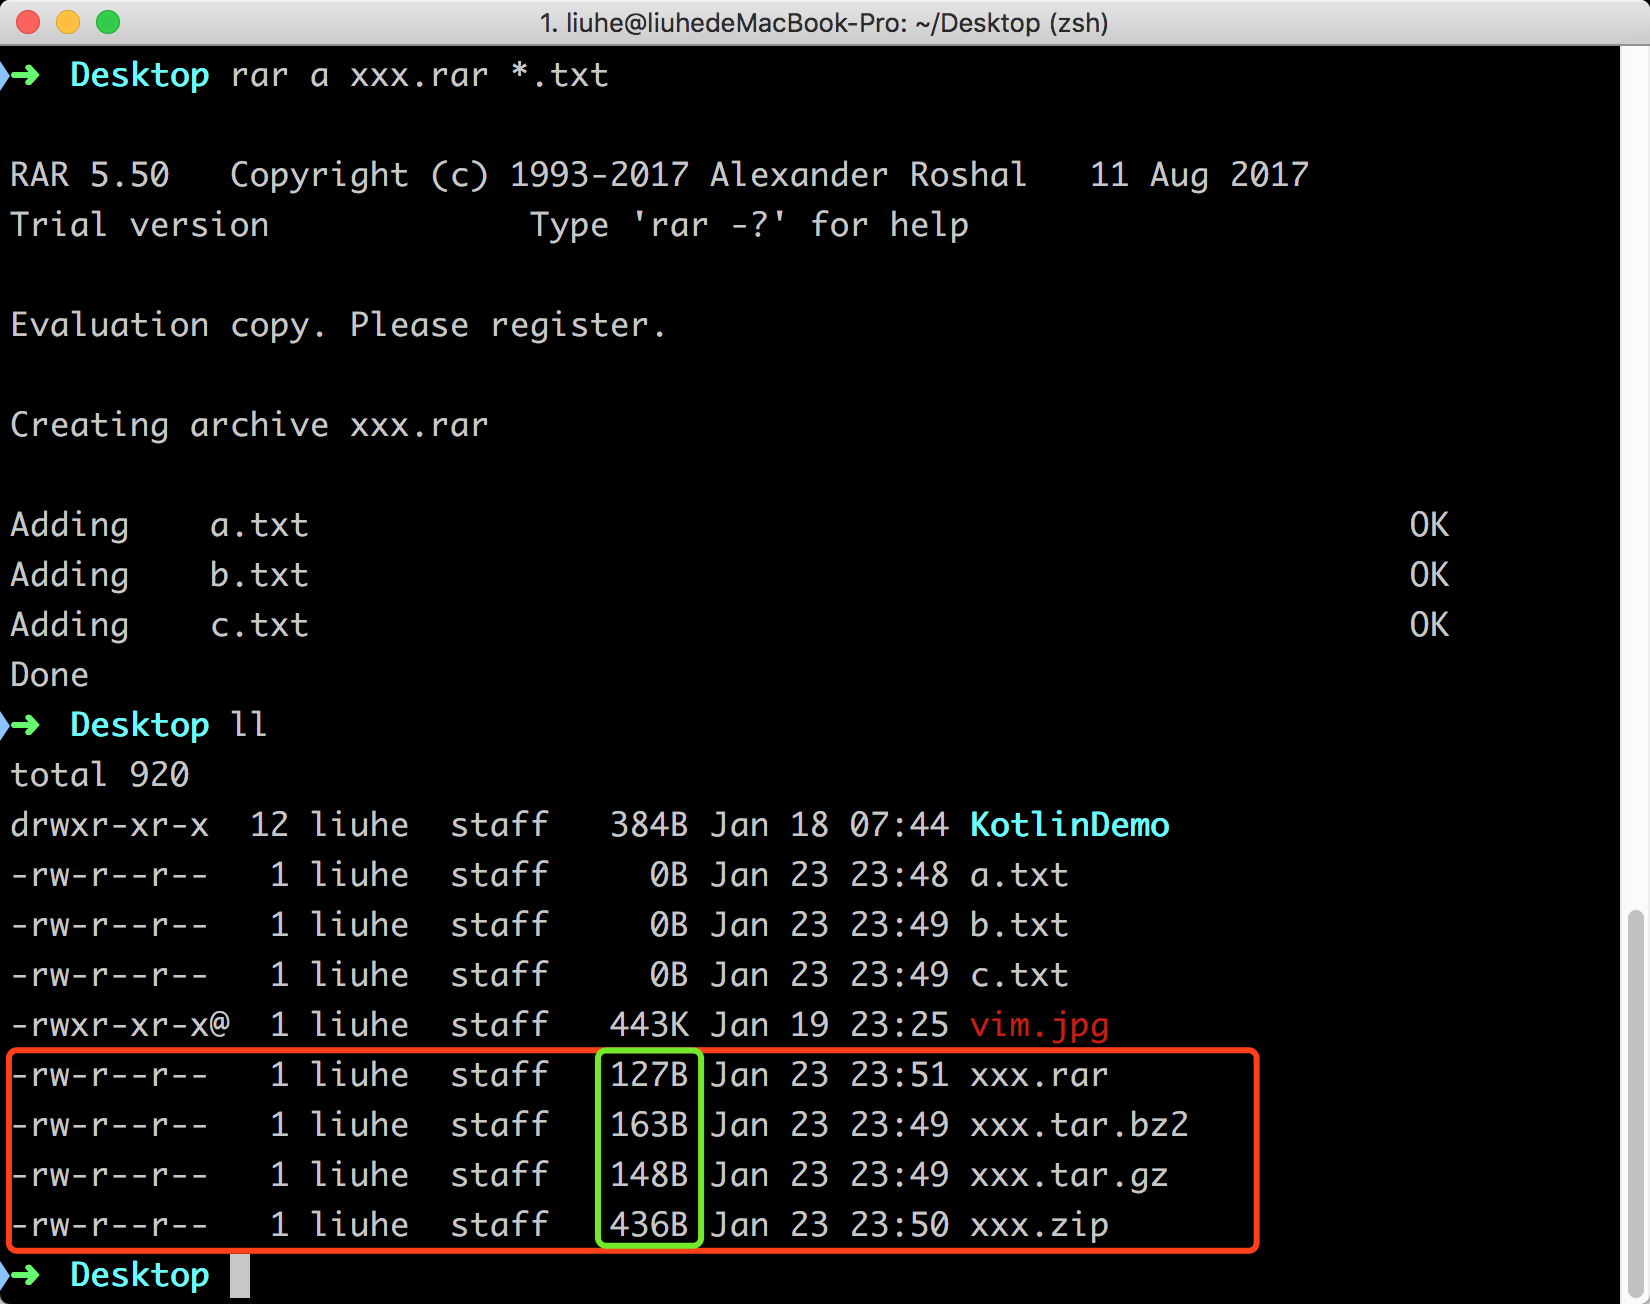 1. liuhe@liuhedeMacBook-Pro: ~/Desktop (zsh)
➜  Desktop rar a xxx.rar *.txt
RAR 5.50   Copyright (c) 1993-2017 Alexander Roshal   11 Aug 2017
Trial version             Type 'rar -?' for help
Evaluation copy. Please register.
Creating archive xxx.rar
Adding    a.txt                                                       OK
Adding    b.txt                                                       OK
Adding    c.txt                                                       OK
Done
➜  Desktop ll
total 920
drwxr-xr-x  12 liuhe  staff   384B Jan 18 07:44 KotlinDemo
-rw-r--r--   1 liuhe  staff     0B Jan 23 23:48 a.txt
-rw-r--r--   1 liuhe  staff     0B Jan 23 23:49 b.txt
-rw-r--r--   1 liuhe  staff     0B Jan 23 23:49 c.txt
-rwxr-xr-x@  1 liuhe  staff   443K Jan 19 23:25 vim.jpg
-rw-r--r--   1 liuhe  staff   127B Jan 23 23:51 xxx.rar
-rw-r--r--   1 liuhe  staff   163B Jan 23 23:49 xxx.tar.bz2
-rw-r--r--   1 liuhe  staff   148B Jan 23 23:49 xxx.tar.gz
-rw-r--r--   1 liuhe  staff   436B Jan 23 23:50 xxx.zip
➜  Desktop